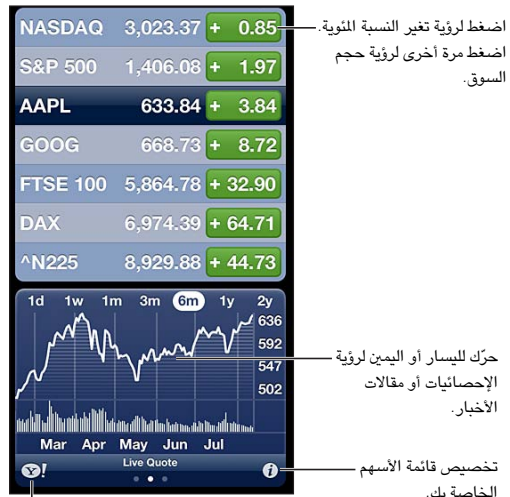 NASDAQ 3,023.37 + 0.85
S&P 500 1,406.08 + 1.97
AAPL 633.84 + 3.84
GOOG 668.73 + 8.72
FTSE 100 5,864.78 + 32.90
DAX 6,974.39 + 64.71
^N225 8,929.88 + 44.73
اضغط لرؤية تغير النسبة المئوية.
اضغط مرة أخرى لرؤية حجم
السوق.
1d 1w 1m 3m 6m 1y 2y
636
592
547
502
Mar Apr May Jun Jul
Live Quote
Y!
i
حرّك لليسار أو اليمين لرؤية
الإحصائيات أو مقالات
الأخبار.
تخصيص قائمة الأسهم
الخاصة بك.